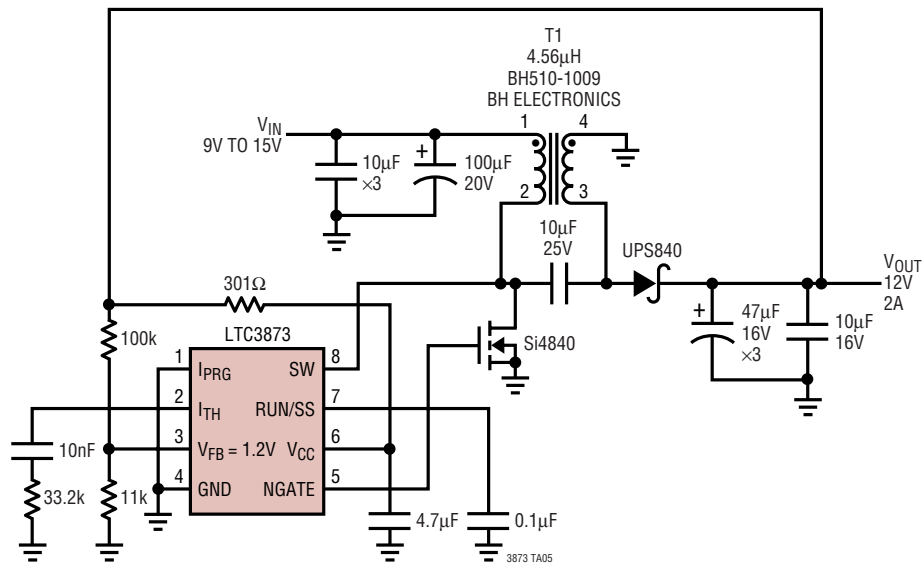 T1
4.56µH
BH510-1009
BH ELECTRONICS
1
4
VIN
9V TO 15V
+
10µF
×3
100µF
20V
2
3
10µF
25V
UPS840
VOUT
12V
2A
301Ω
+
47µF
16V
×3
10µF
16V
100k
LTC3873
Si4840
1
IPRG
SW
8
2
ITH
RUN/SS
7
10nF
3
VFB = 1.2V
VCC
6
33.2k
11k
4
GND
NGATE
5
4.7µF
0.1µF
3873 TA05